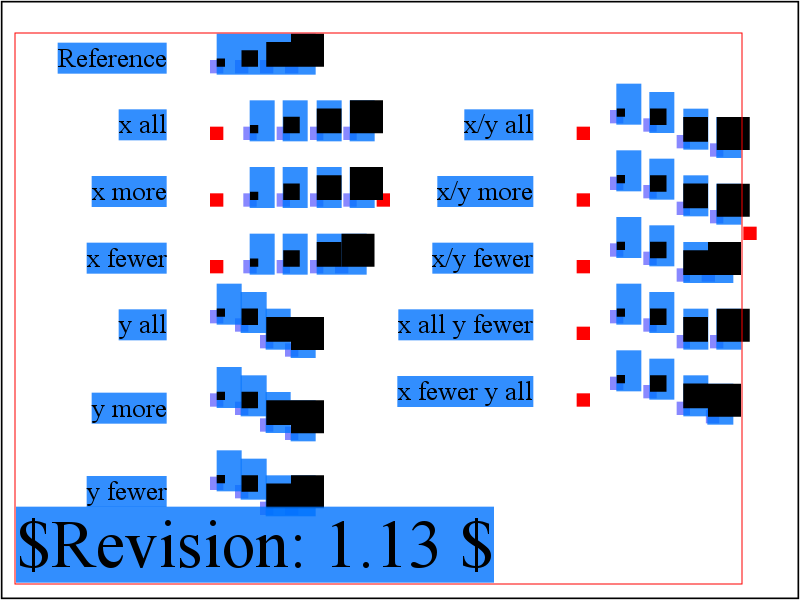 Reference
x all
x/y all
x more
x/y more
x fewer
x/y fewer
y all
x all y fewer
y more
x fewer y all
y fewer
$Revision: 1.13 $